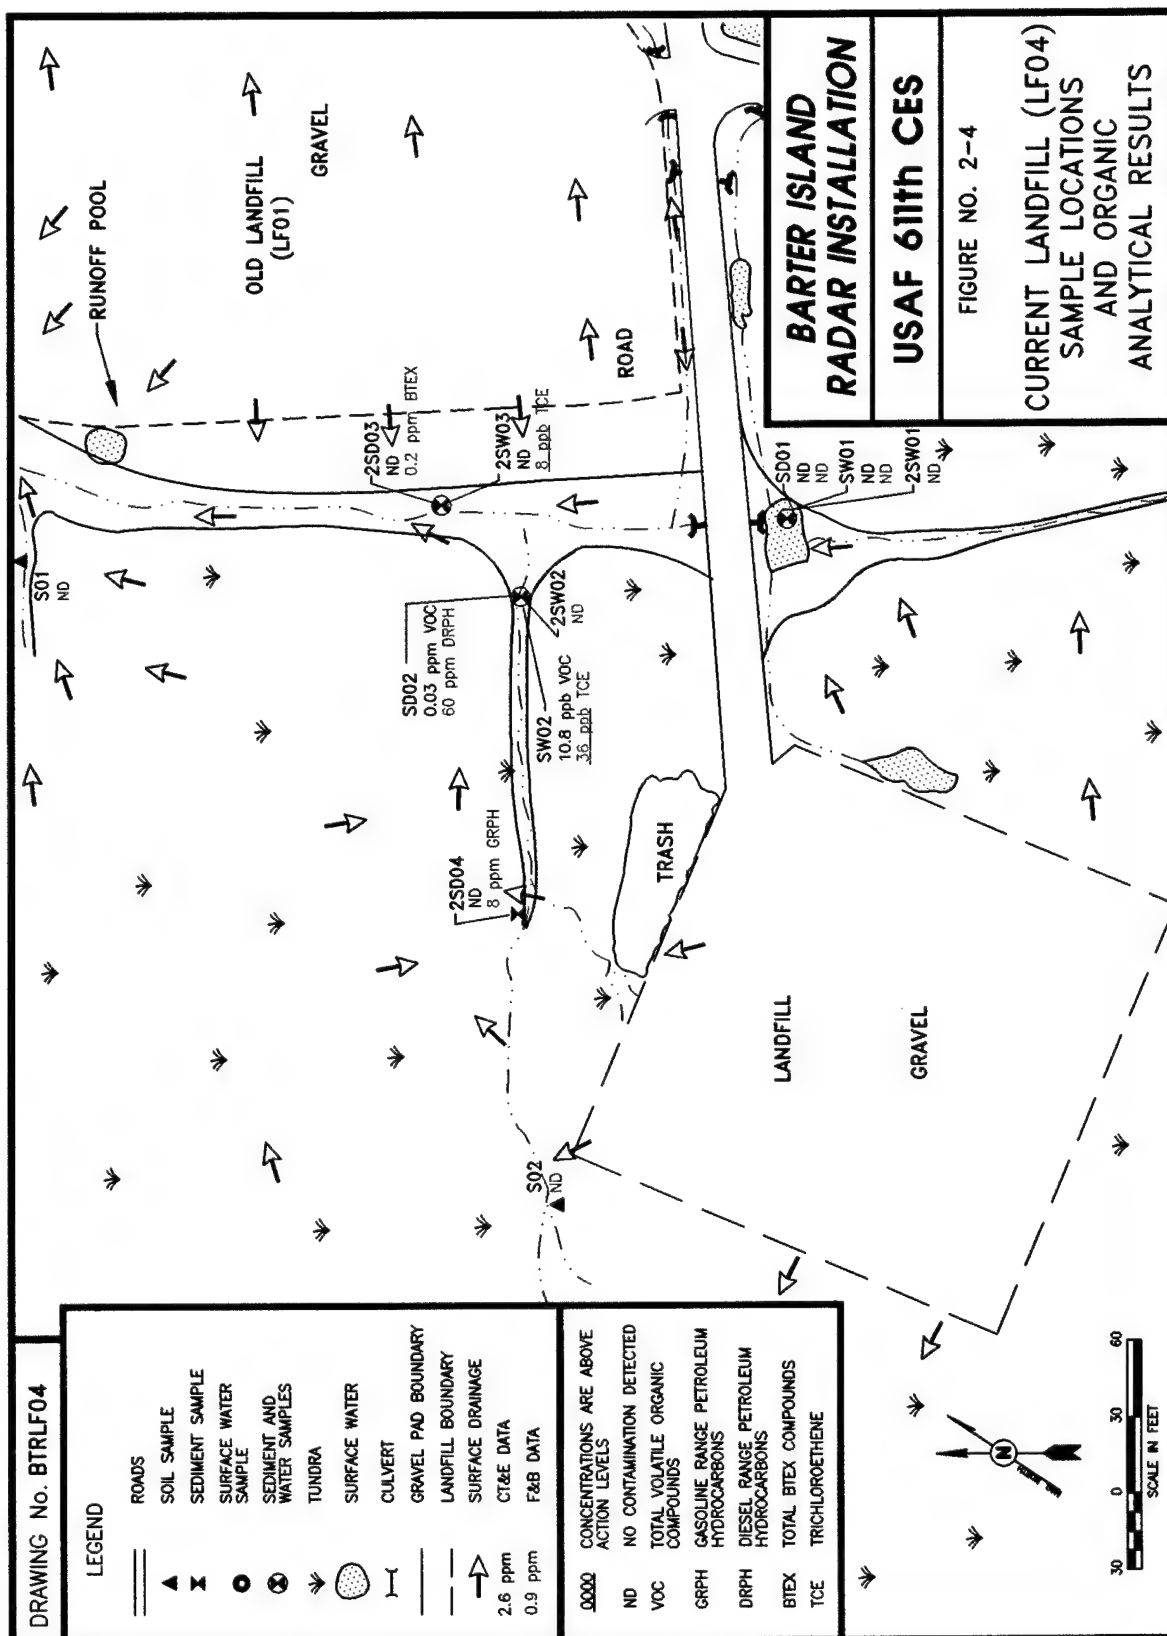 DRAWING No. BTRLF04
LEGEND
ROADS
SOIL SAMPLE
SEDIMENT SAMPLE
SURFACE WATER
SAMPLE
SEDIMENT AND
WATER SAMPLES
TUNDRA
SURFACE WATER
CULVERT
GRAVEL PAD BOUNDARY
LANDFILL BOUNDARY
SURFACE DRAINAGE
2.6 ppm CT&E DATA
0.9 ppm F&B DATA
0000 CONCENTRATIONS ARE ABOVE
ACTION LEVELS
ND NO CONTAMINATION DETECTED
VOC TOTAL VOLATILE ORGANIC
COMPOUNDS
GRPH GASOLINE RANGE PETROLEUM
HYDROCARBONS
DRPH DIESEL RANGE PETROLEUM
HYDROCARBONS
BTEX TOTAL BTEX COMPOUNDS
TCE TRICHLOROETHENE
S01
ND
RUNOFF POOL
OLD LANDFILL
(LF01)
GRAVEL
2SD03
ND
0.2 ppm BTEX
2SW03
ND
8 ppb TCE
ROAD
SD02
0.03 ppm VOC
60 ppm DRPH
2SW02
ND
SW02
10.8 ppb VOC
36 ppb TCE
2SD04
ND
8 ppm GRPH
TRASH
S02
ND
LANDFILL
GRAVEL
SD01
ND
ND
SW01
ND
ND
2SW01
ND
N
30 0 30 60
SCALE IN FEET
BARTER ISLAND
RADAR INSTALLATION
USAF 611th CES
FIGURE NO. 2-4
CURRENT LANDFILL (LF04)
SAMPLE LOCATIONS
AND ORGANIC
ANALYTICAL RESULTS